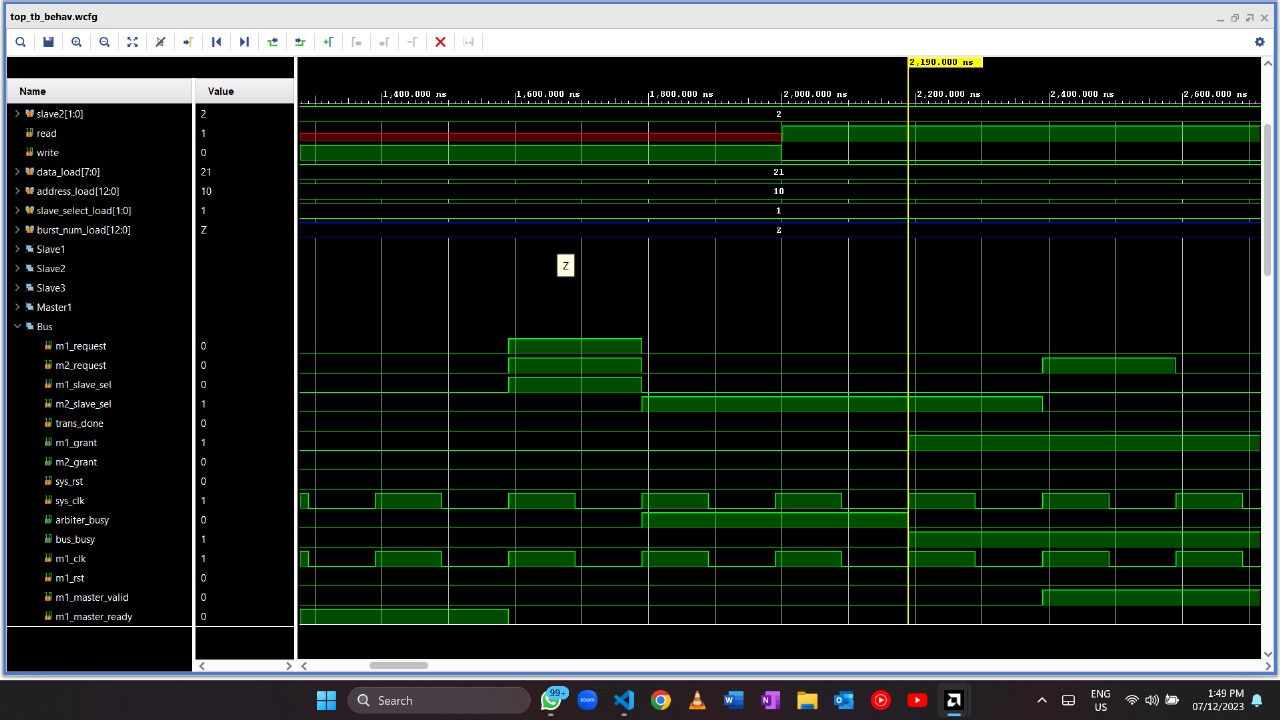 top_tb_behav.wcfg
2,190.000 ns
Name Value
1,400.000 ns 1,600.000 ns 1,800.000 ns 2,000.000 ns 2,200.000 ns 2,400.000 ns 2,600.000 ns
slave2[1:0] 2 2
read 1
write 0
data_load[7:0] 21 21
address_load[12:0] 10 10
slave_select_load[1:0] 1 1
burst_num_load[12:0] Z Z
Slave1
Slave2 Z
Slave3
Master1
Bus
m1_request 0
m2_request 0
m1_slave_sel 0
m2_slave_sel 1
trans_done 0
m1_grant 1
m2_grant 0
sys_rst 0
sys_clk 1
arbiter_busy 0
bus_busy 1
m1_clk 1
m1_rst 0
m1_master_valid 0
m1_master_ready 0
Search 99+ zoom ENG US 1:49 PM 07/12/2023